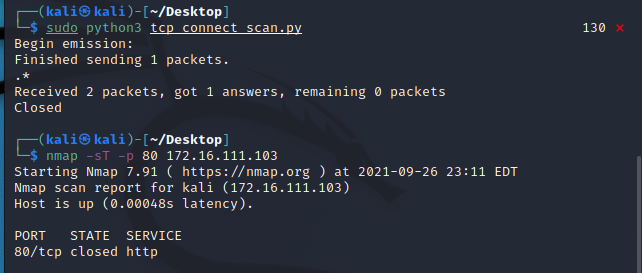 ┌──(kali㉿kali)-[~/Desktop]
└─$ sudo python3 tcp_connect_scan.py 130 ⨯
Begin emission:
Finished sending 1 packets.
.*
Received 2 packets, got 1 answers, remaining 0 packets
Closed
┌──(kali㉿kali)-[~/Desktop]
└─$ nmap -sT -p 80 172.16.111.103
Starting Nmap 7.91 ( https://nmap.org ) at 2021-09-26 23:11 EDT
Nmap scan report for kali (172.16.111.103)
Host is up (0.00048s latency).
PORT STATE SERVICE
80/tcp closed http